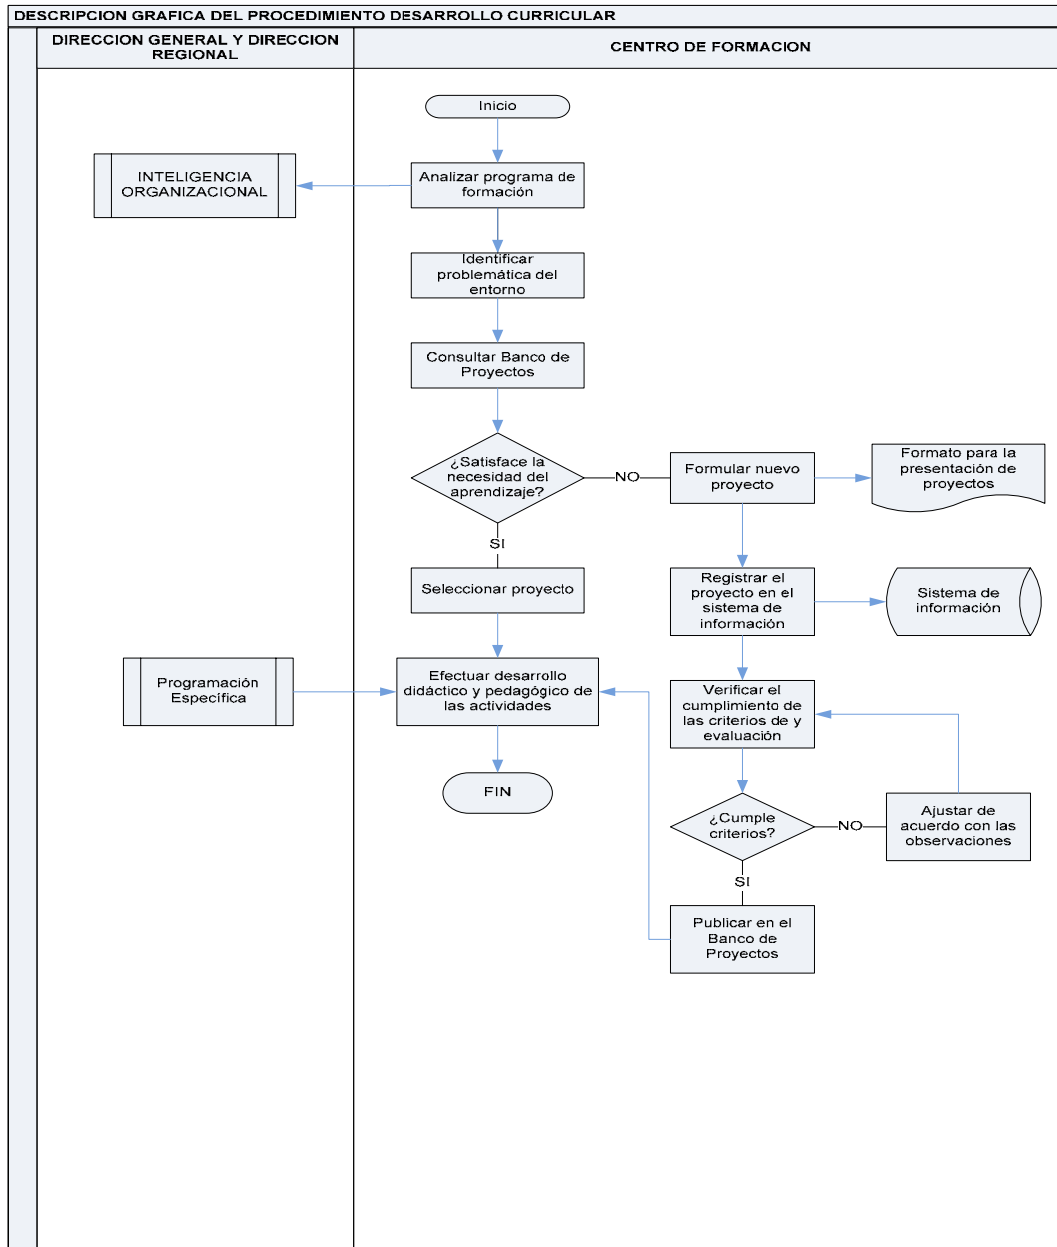 DESCRIPCION GRAFICA DEL PROCEDIMIENTO DESARROLLO CURRICULAR
DIRECCION GENERAL Y DIRECCION
REGIONAL
CENTRO DE FORMACION
Inicio
INTELIGENCIA
ORGANIZACIONAL
Analizar programa de
formación
Identificar
problemática del
entorno
Consultar Banco de
Proyectos
¿Satisface la
necesidad del
aprendizaje?
NO
Formular nuevo
proyecto
Formato para la
presentación de
proyectos
SI
Seleccionar proyecto
Registrar el
proyecto en el
sistema de
información
Sistema de
información
Programación
Específica
Efectuar desarrollo
didáctico y pedagógico de
las actividades
Verificar el
cumplimiento de
las criterios de y
evaluación
FIN
¿Cumple
criterios?
NO
Ajustar de
acuerdo con las
observaciones
SI
Publicar en el
Banco de
Proyectos